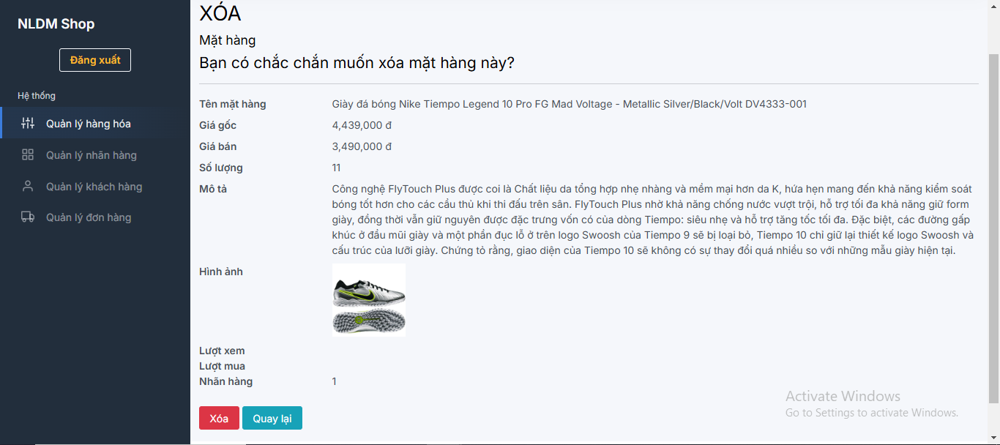 NLDM Shop
Đăng xuất
Hệ thống
Quản lý hàng hóa
Quản lý nhãn hàng
Quản lý khách hàng
Quản lý đơn hàng
XÓA
Mặt hàng
Bạn có chắc chắn muốn xóa mặt hàng này?
Tên mặt hàng Giày đá bóng Nike Tiempo Legend 10 Pro FG Mad Voltage - Metallic Silver/Black/Volt DV4333-001
Giá gốc 4,439,000 đ
Giá bán 3,490,000 đ
Số lượng 11
Mô tả Công nghệ FlyTouch Plus được coi là Chất liệu da tổng hợp nhẹ nhàng và mềm mại hơn da K, hứa hẹn mang đến khả năng kiểm soát
bóng tốt hơn cho các cầu thủ khi thi đấu trên sân. FlyTouch Plus nhờ khả năng chống nước vượt trội, hỗ trợ tối đa khả năng giữ form
giày, đồng thời vẫn giữ nguyên được đặc trưng vốn có của dòng Tiempo: siêu nhẹ và hỗ trợ tăng tốc tối đa. Đặc biệt, các đường gấp
khúc ở đầu mũi giày và một phần đục lỗ ở trên logo Swoosh của Tiempo 9 sẽ bị loại bỏ, Tiempo 10 chỉ giữ lại thiết kế logo Swoosh và
cấu trúc của lưỡi giày. Chứng tỏ rằng, giao diện của Tiempo 10 sẽ không có sự thay đổi quá nhiều so với những mẫu giày hiện tại.
Hình ảnh
Lượt xem
Lượt mua
Nhãn hàng 1
Xóa
Quay lại
Activate Windows
Go to Settings to activate Windows.